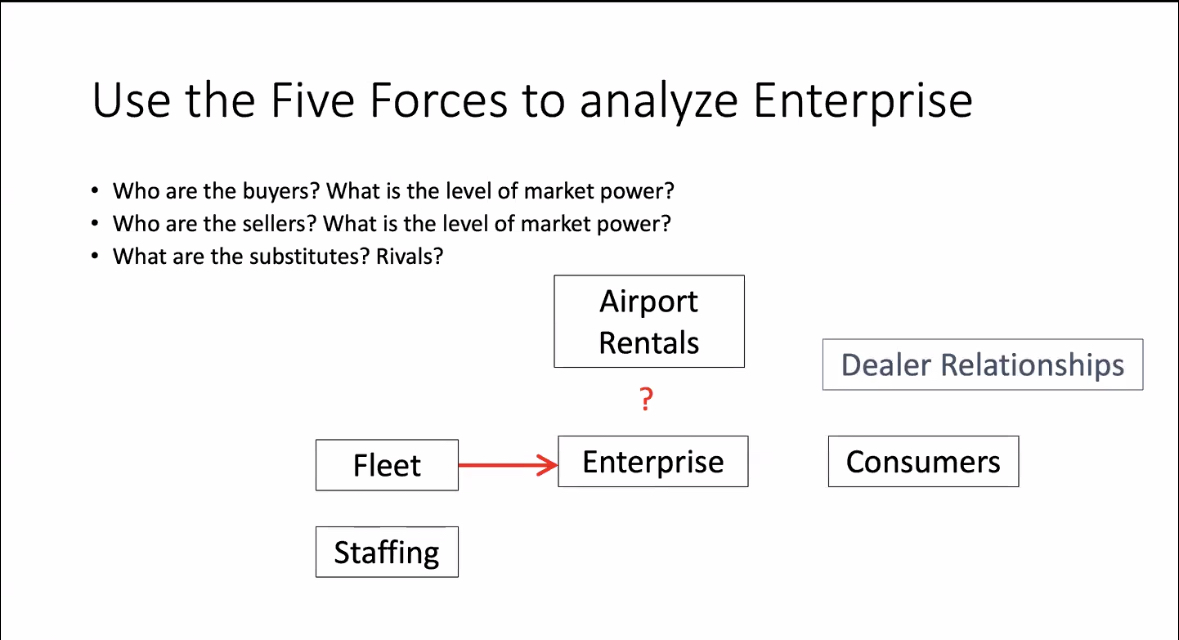 Use the Five Forces to analyze Enterprise
• Who are the buyers? What is the level of market power?
• Who are the sellers? What is the level of market power?
• What are the substitutes? Rivals?
Airport
Rentals
Dealer Relationships
?
Fleet
Enterprise
Consumers
Staffing